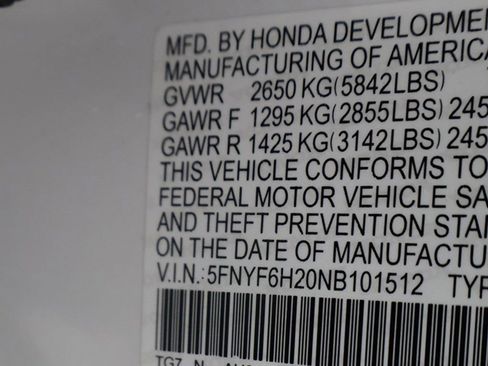 MFD. BY HONDA DEVELOPMEN
MANUFACTURING OF AMERICA
GVWR 2650 KG(5842LBS)
GAWR F 1295 KG(2855LBS) 245
GAWR R 1425 KG(3142LBS) 245
THIS VEHICLE CONFORMS TO
FEDERAL MOTOR VEHICLE SA
AND THEFT PREVENTION STAN
ON THE DATE OF MANUFACTU
V.I.N.: 5FNYF6H20NB101512 TYP
TG7 N